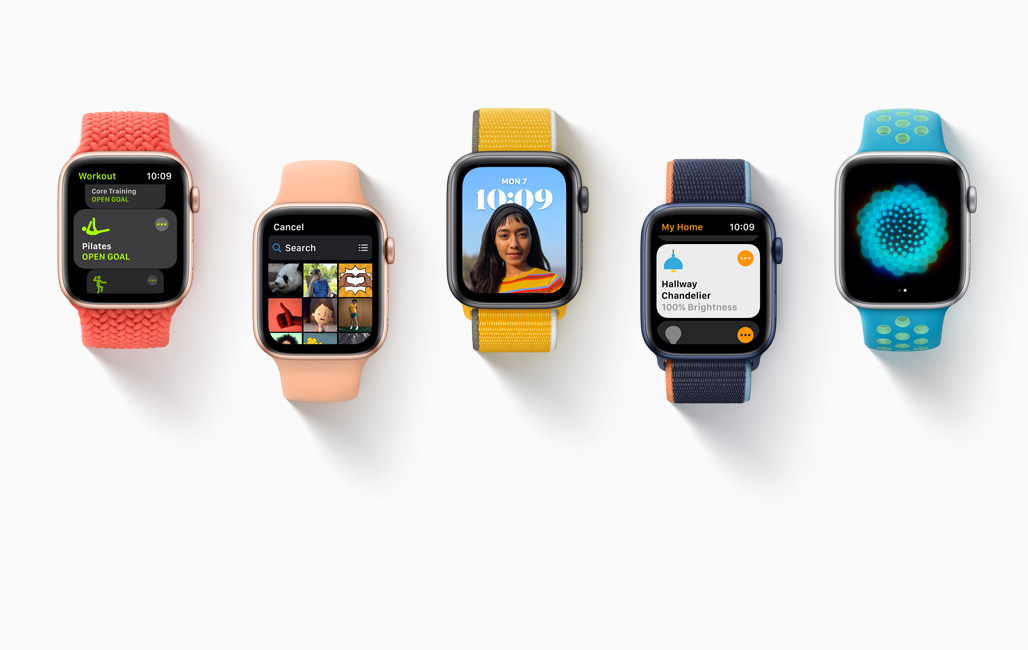 Workout 10:09
Core Training
OPEN GOAL
Pilates
OPEN GOAL
Cancel
Search
MON 7
10:09
My Home 10:09
Hallway
Chandelier
100% Brightness